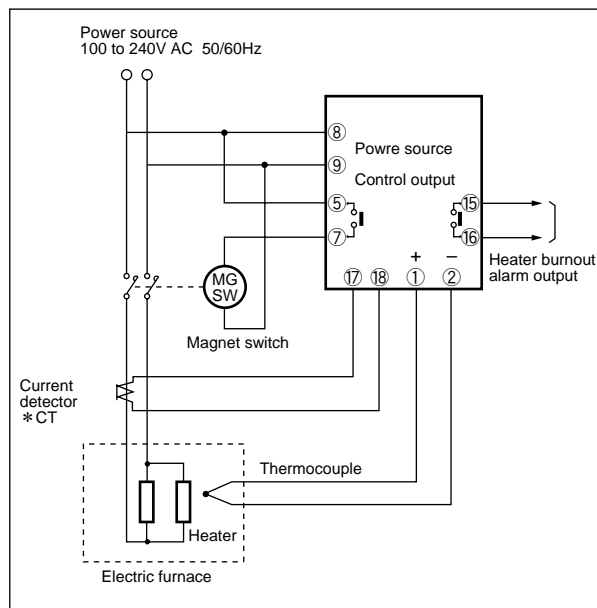 Power source
100 to 240V AC 50/60Hz
⑧
Powre source
⑨
Control output
⑤
⑮
⑦
⑯
+
−
Heater burnout
alarm output
MG
SW
⑰
⑱
①
②
Magnet switch
Current
detector
＊CT
Thermocouple
Heater
Electric furnace